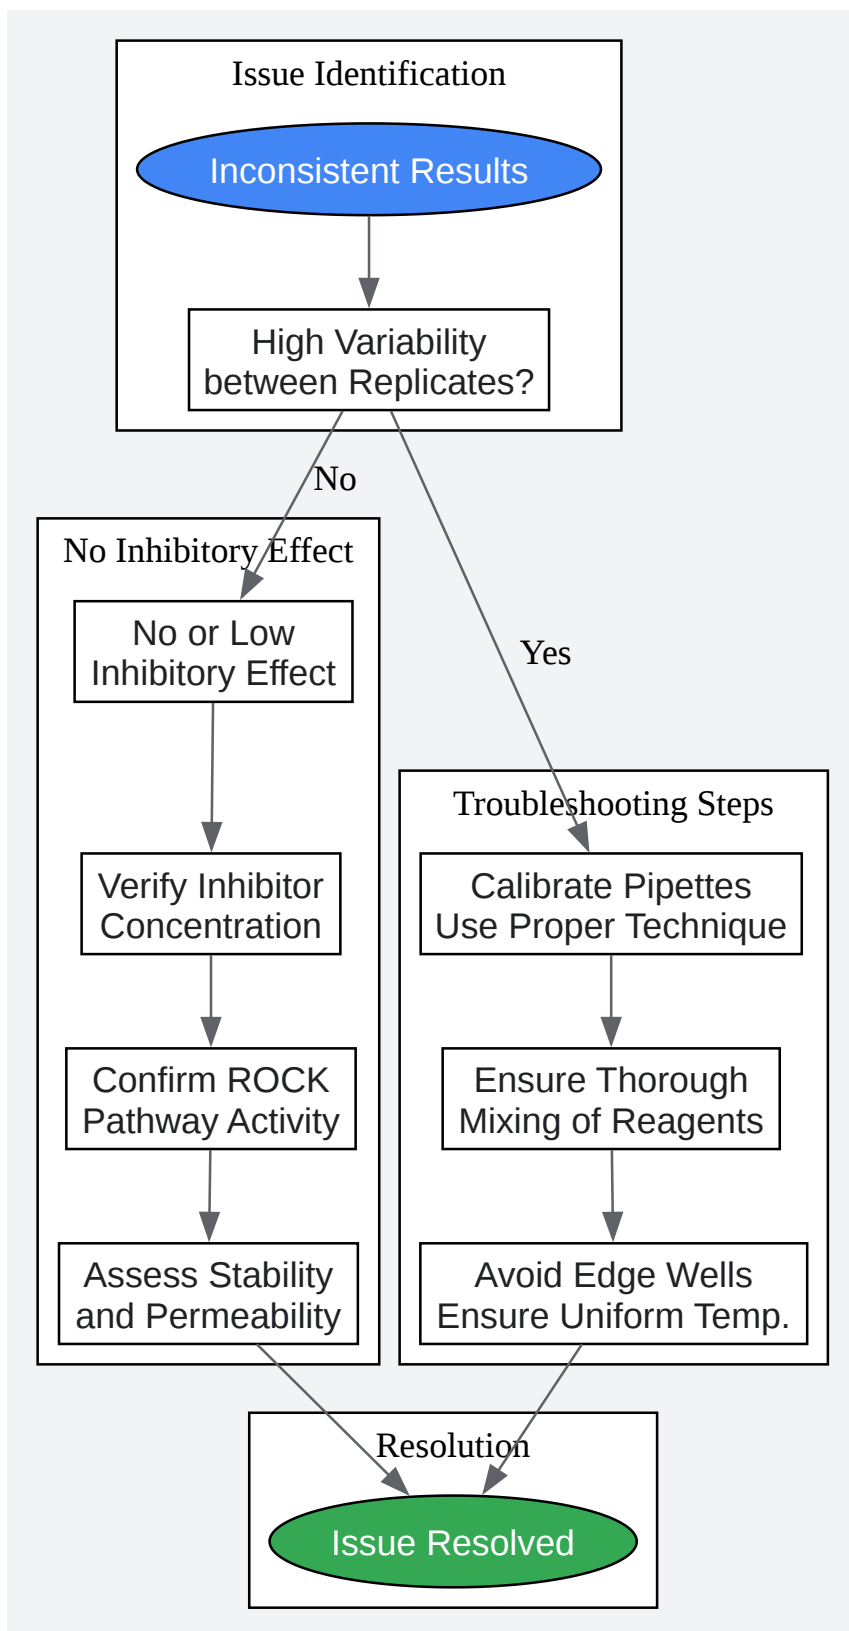 Issue Identification
Inconsistent Results
High Variability
between Replicates?
No
No Inhibitory Effect
No or Low
Inhibitory Effect
Yes
Troubleshooting Steps
Verify Inhibitor
Concentration
Calibrate Pipettes
Use Proper Technique
Confirm ROCK
Pathway Activity
Ensure Thorough
Mixing of Reagents
Assess Stability
and Permeability
Avoid Edge Wells
Ensure Uniform Temp.
Resolution
Issue Resolved